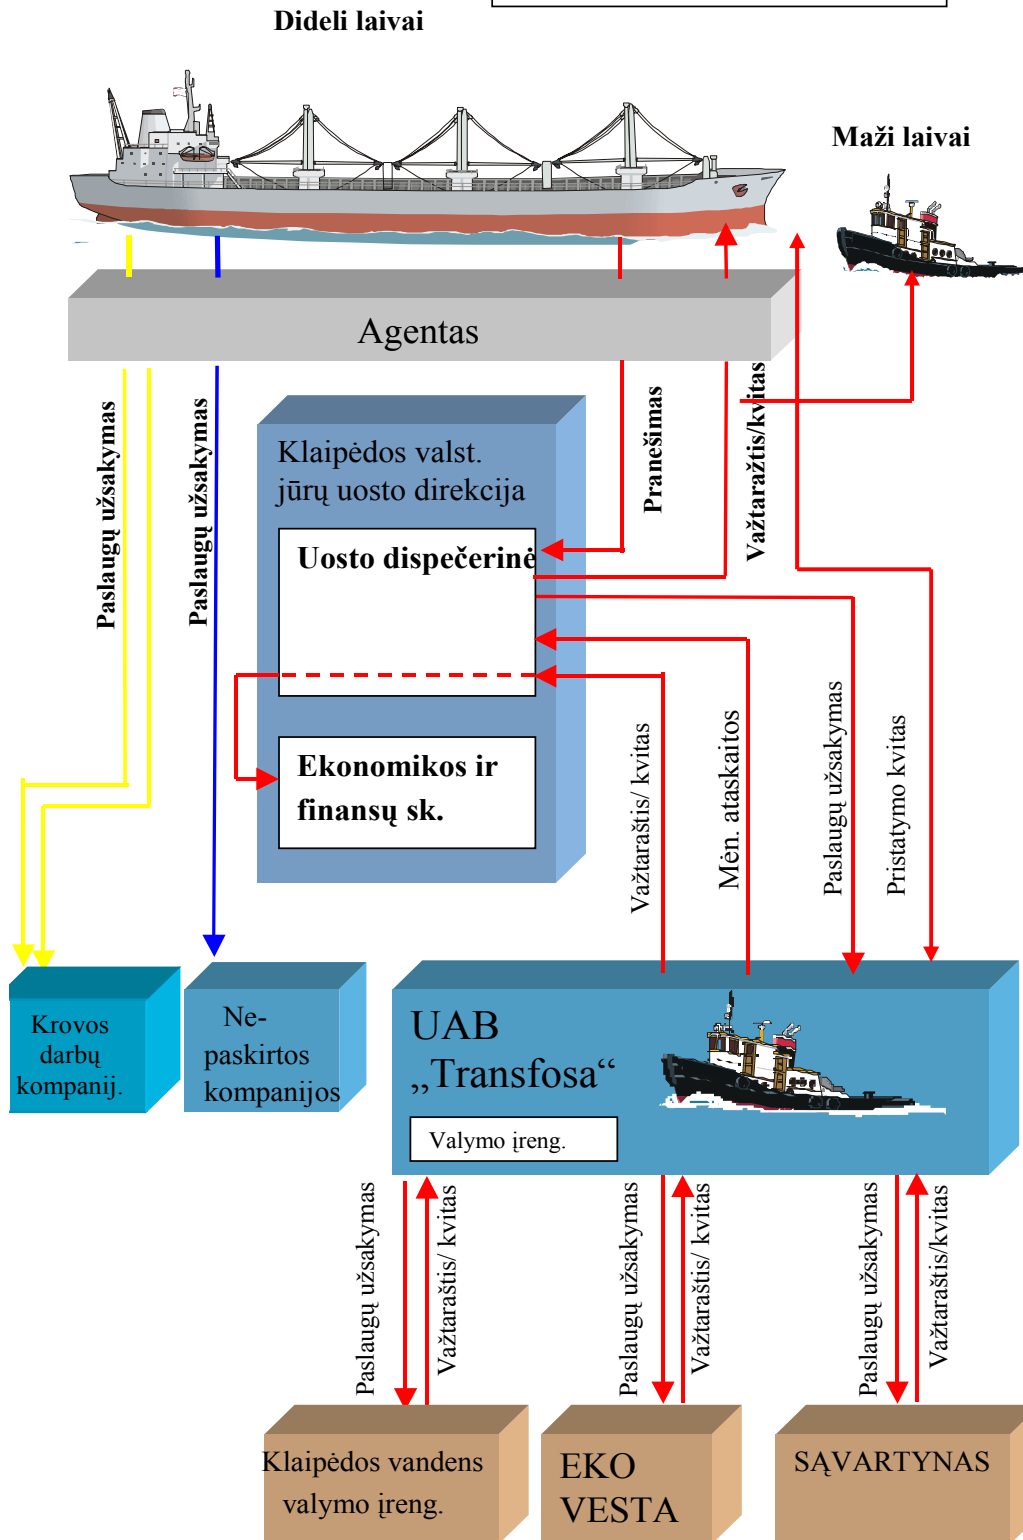 Dideli laivai
Maži laivai
Agentas
Paslaugų užsakymas
Paslaugų užsakymas
Klaipėdos valst.
jūrų uosto direkcija
Uosto dispečerinė
Ekonomikos ir
finansų sk.
Pranešimas
Važtaražtis/kvitas
Važtaraštis/ kvitas
Mėn. ataskaitos
Paslaugų užsakymas
Pristatymo kvitas
Krovos
darbų
kompanij.
Ne-
paskirtos
kompanijos
UAB
„Transfosa“
Valymo įreng.
Paslaugų užsakymas
Važtaraštis/ kvitas
Paslaugų užsakymas
Važtaraštis/ kvitas
Paslaugų užsakymas
Važtaraštis/kvitas
Klaipėdos vandens
valymo įreng.
EKO
VESTA
SĄVARTYNAS